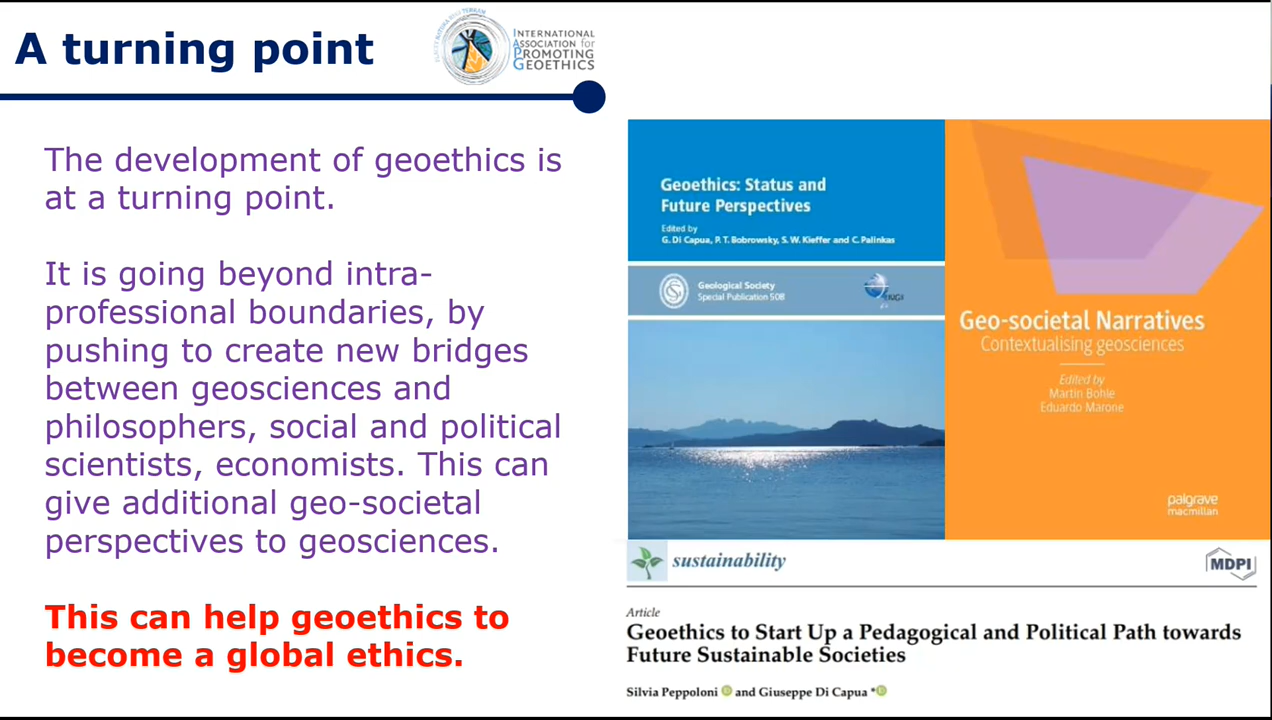 A turning point
INTERNATIONAL
ASSOCIATION for
PROMOTING
GEOETHICS
The development of geoethics is
at a turning point.
It is going beyond intra-
professional boundaries, by
pushing to create new bridges
between geosciences and
philosophers, social and political
scientists, economists. This can
give additional geo-societal
perspectives to geosciences.
This can help geoethics to
become a global ethics.
Geoethics: Status and
Future Perspectives
Edited by
G. Di Capua, P. T. Bobrowsky, S. W. Kieffer and C. Palinkas
Geological Society
Special Publication 508
IUGS
Geo-societal Narratives
Contextualising geosciences
Edited by
Martin Bohle
Eduardo Marone
palgrave
macmillan
sustainability
MDPI
Article
Geoethics to Start Up a Pedagogical and Political Path towards
Future Sustainable Societies
Silvia Peppoloni and Giuseppe Di Capua *